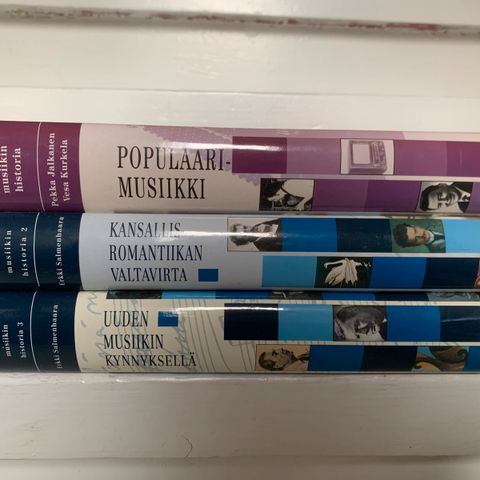 musiikin
historia
Pekka Jalkanen
Vesa Kurkela
POPULAARI-
MUSIIKKI
musiikin
historia 2
Erkki Salmenhaara
KANSALLIS-
ROMANTIIKAN
VALTAVIRTA
musiikin
historia 3
Erkki Salmenhaara
UUDEN
MUSIIKIN
KYNNYKSELLÄ